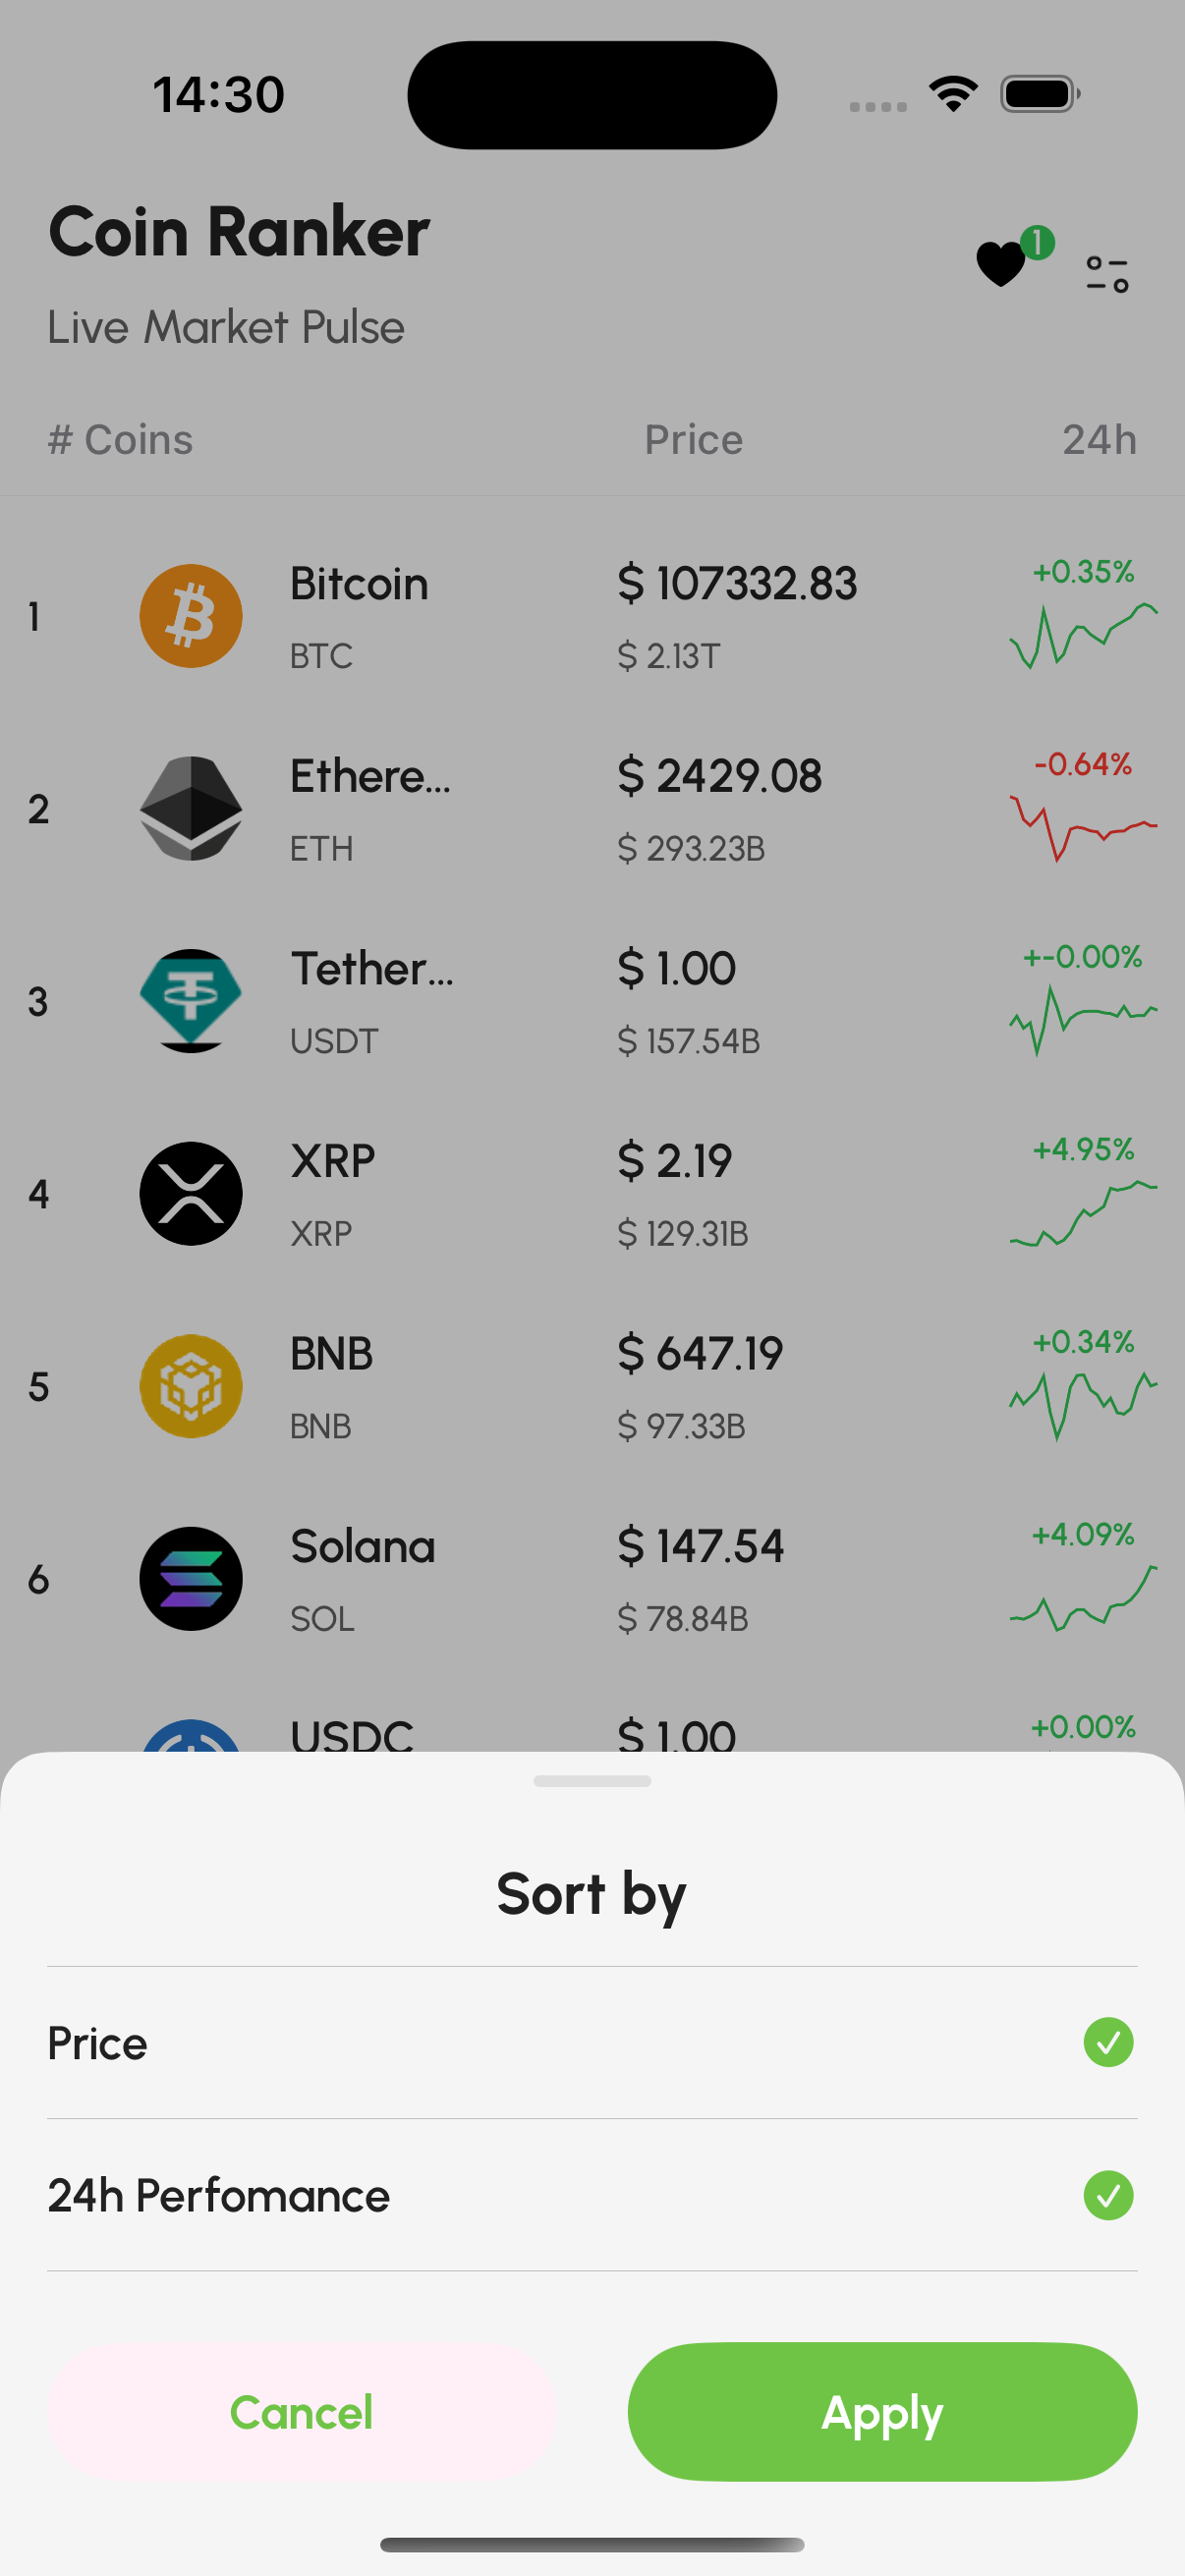 14:30
Coin Ranker
1
Live Market Pulse
# Coins Price 24h
1 Bitcoin $ 107332.83 +0.35%
BTC $ 2.13T
2 Ethere... $ 2429.08 -0.64%
ETH $ 293.23B
3 Tether... $ 1.00 +-0.00%
USDT $ 157.54B
4 XRP $ 2.19 +4.95%
XRP $ 129.31B
5 BNB $ 647.19 +0.34%
BNB $ 97.33B
6 Solana $ 147.54 +4.09%
SOL $ 78.84B
USDC $ 1.00 +0.00%
Sort by
Price
24h Perfomance
Cancel Apply